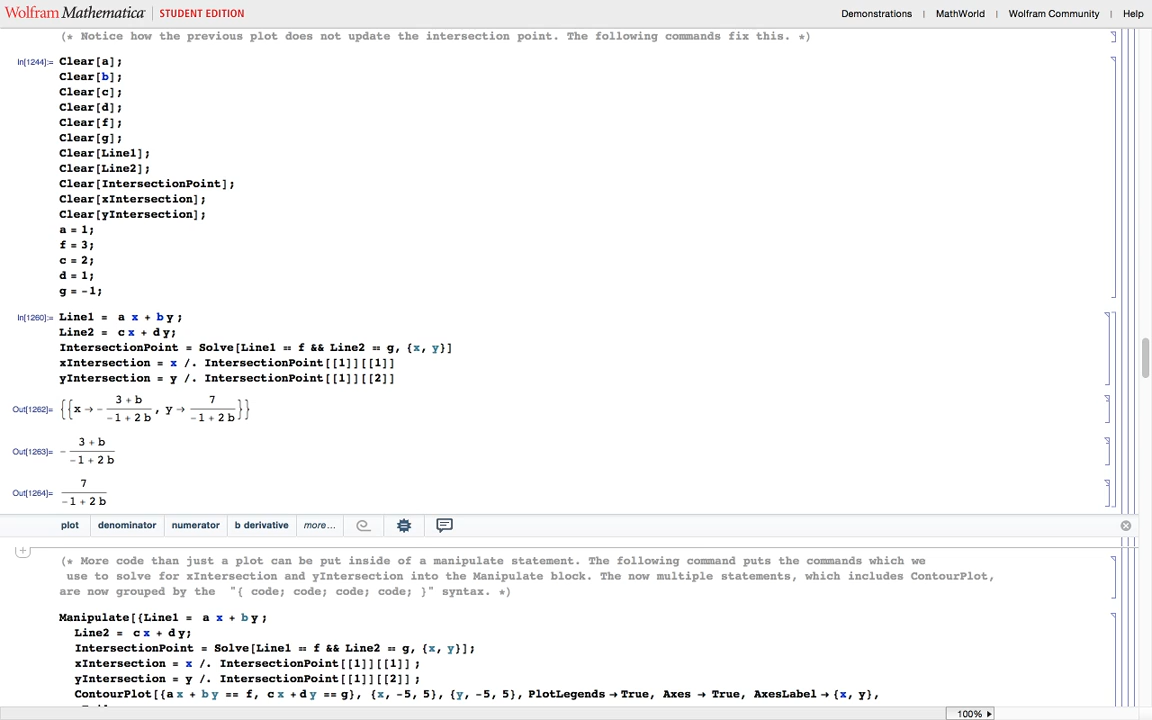 Wolfram Mathematica | STUDENT EDITION Demonstrations | MathWorld | Wolfram Community | Help
(* Notice how the previous plot does not update the intersection point. The following commands fix this. *)
In[1244]:= Clear[a];
Clear[b];
Clear[c];
Clear[d];
Clear[f];
Clear[g];
Clear[Line1];
Clear[Line2];
Clear[IntersectionPoint];
Clear[xIntersection];
Clear[yIntersection];
a = 1;
f = 3;
c = 2;
d = 1;
g = -1;
In[1260]:= Line1 = a x + b y ;
Line2 = c x + d y;
IntersectionPoint = Solve[Line1 == f && Line2 == g, {x, y}]
xIntersection = x /. IntersectionPoint[[1]][[1]]
yIntersection = y /. IntersectionPoint[[1]][[2]]
Out[1262]= {{x → - 3 + b / -1 + 2 b, y → 7 / -1 + 2 b}}
Out[1263]= - 3 + b / -1 + 2 b
Out[1264]= 7 / -1 + 2 b
plot denominator numerator b derivative more...
(* More code than just a plot can be put inside of a manipulate statement. The following command puts the commands which we
use to solve for xIntersection and yIntersection into the Manipulate block. The now multiple statements, which includes ContourPlot,
are now grouped by the "{ code; code; code; code; }" syntax. *)
Manipulate[{Line1 = a x + b y ;
Line2 = c x + d y;
IntersectionPoint = Solve[Line1 == f && Line2 == g, {x, y}];
xIntersection = x /. IntersectionPoint[[1]][[1]] ;
yIntersection = y /. IntersectionPoint[[1]][[2]] ;
ContourPlot[{a x + b y == f, c x + d y == g}, {x, -5, 5}, {y, -5, 5}, PlotLegends → True, Axes → True, AxesLabel → {x, y},
100%